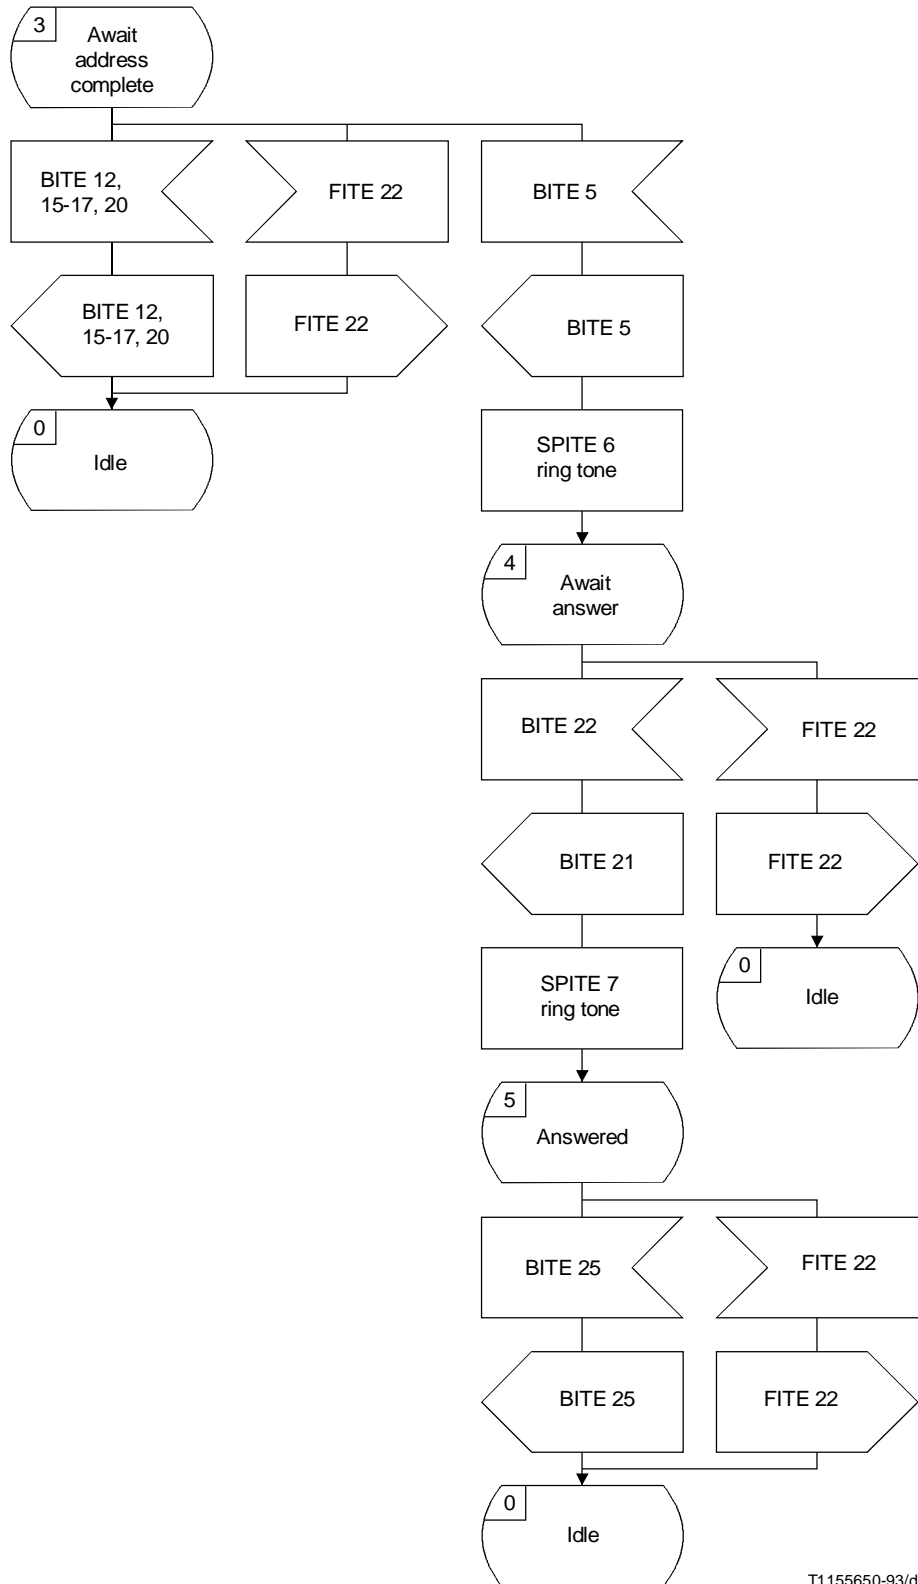 3
Await
address
complete
BITE 12,
15-17, 20
FITE 22
BITE 5
BITE 12,
15-17, 20
FITE 22
BITE 5
0
Idle
SPITE 6
ring tone
4
Await
answer
BITE 22
FITE 22
BITE 21
FITE 22
SPITE 7
ring tone
0
Idle
5
Answered
BITE 25
FITE 22
BITE 25
FITE 22
0
Idle
T1155650-93/d